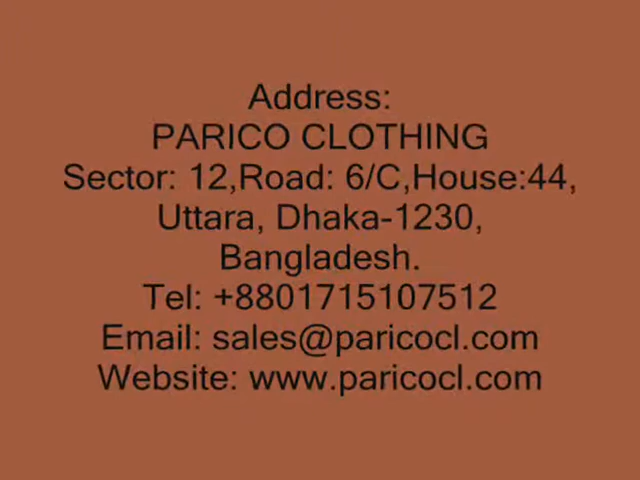 Address:
PARICO CLOTHING
Sector: 12,Road: 6/C,House:44,
Uttara, Dhaka-1230,
Bangladesh.
Tel: +8801715107512
Email: sales@paricocl.com
Website: www.paricocl.com